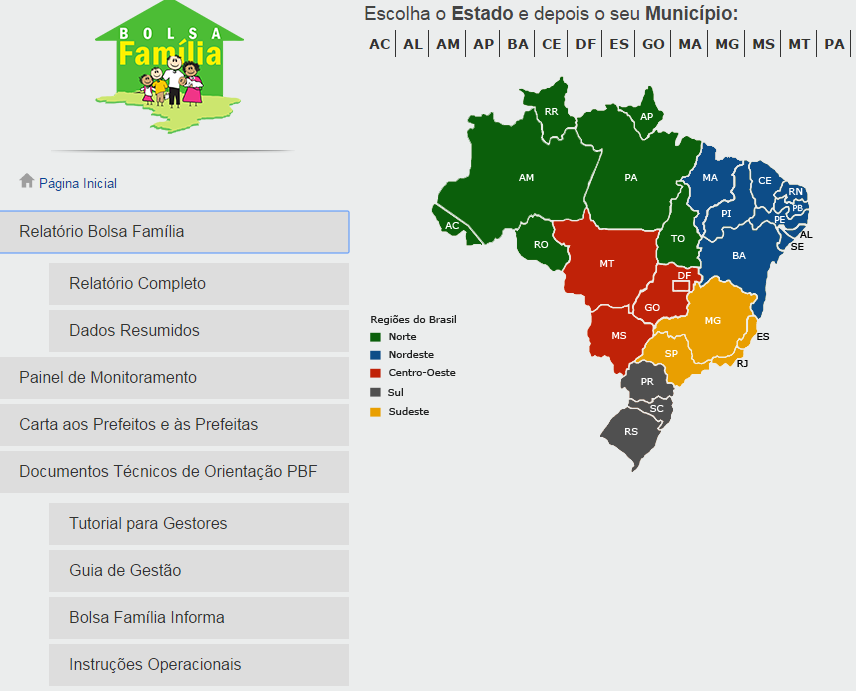 BOLSA
Família
Página Inicial
Relatório Bolsa Família
Relatório Completo
Dados Resumidos
Painel de Monitoramento
Carta aos Prefeitos e às Prefeitas
Documentos Técnicos de Orientação PBF
Tutorial para Gestores
Guia de Gestão
Bolsa Família Informa
Instruções Operacionais
Escolha o Estado e depois o seu Município:
AC AL AM AP BA CE DF ES GO MA MG MS MT PA
RR
AP
AM
PA
MA
CE
RN
PB
PI
PE
AC
AL
TO
SE
RO
BA
MT
DF
GO
MG
MS
ES
SP
RJ
PR
SC
RS
Regiões do Brasil
Norte
Nordeste
Centro-Oeste
Sul
Sudeste